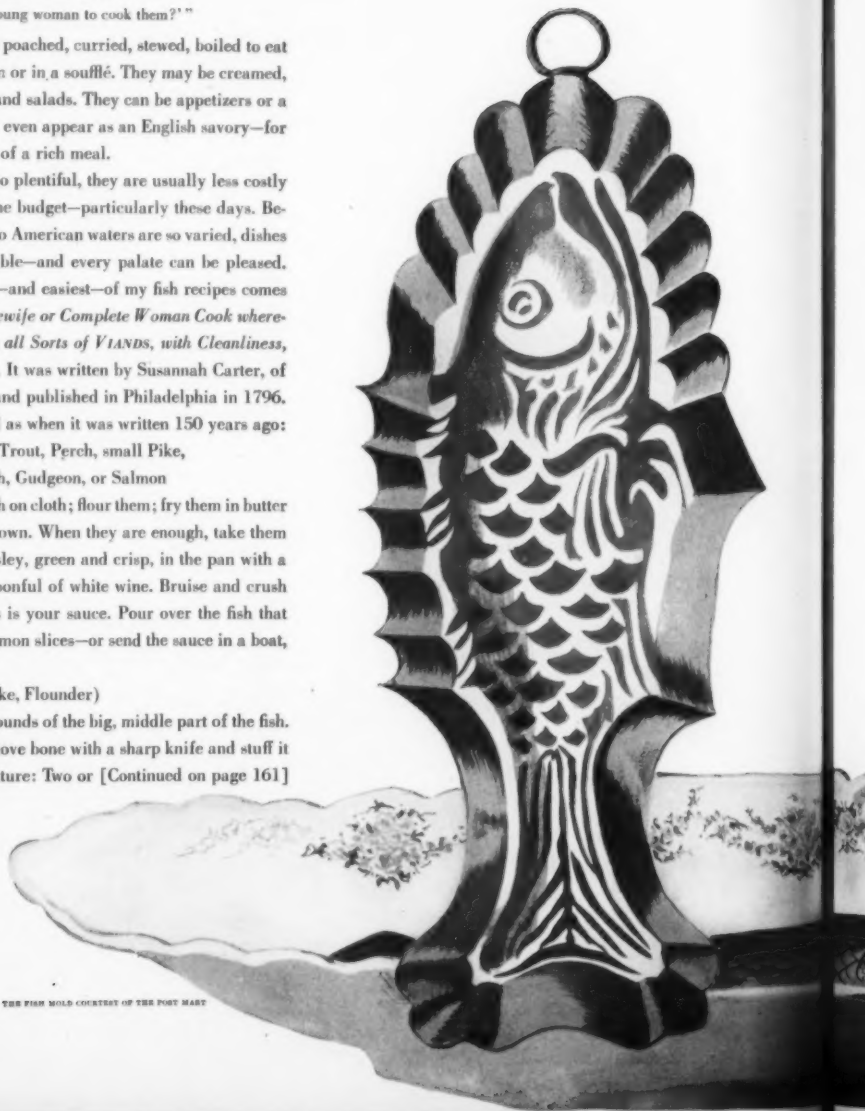 oung woman to cook them?' "
poached, curried, stewed, boiled to eat
or in a soufflé. They may be creamed,
nd salads. They can be appetizers or a
even appear as an English savory—for
of a rich meal.
o plentiful, they are usually less costly
e budget—particularly these days. Be-
o American waters are so varied, dishes
ble—and every palate can be pleased.
—and easiest—of my fish recipes comes
ewife or Complete Woman Cook where-
all Sorts of VIANDS, with Cleanliness,
It was written by Susannah Carter, of
nd published in Philadelphia in 1796.
as when it was written 150 years ago:
Trout, Perch, small Pike,
h, Gudgeon, or Salmon
h on cloth; flour them; fry them in butter
own. When they are enough, take them
sley, green and crisp, in the pan with a
oonful of white wine. Bruise and crush
is your sauce. Pour over the fish that
mon slices—or send the sauce in a boat,
ke, Flounder)
ounds of the big, middle part of the fish.
ove bone with a sharp knife and stuff it
ture: Two or [Continued on page 161]
THE FISH MOLD COURTESY OF THE POST MART